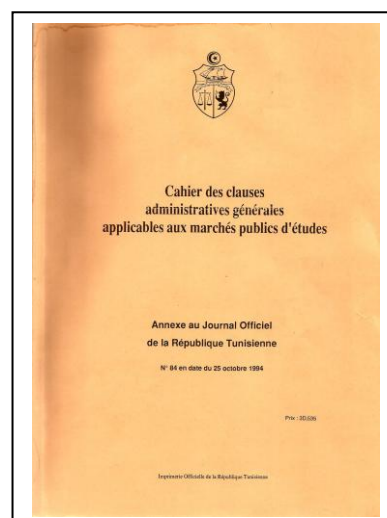 Cahier des clauses
administratives générales
applicables aux marchés publics d'études
Annexe au Journal Officiel
de la République Tunisienne
N° 84 en date du 25 octobre 1994
Imprimerie Officielle de la République Tunisienne